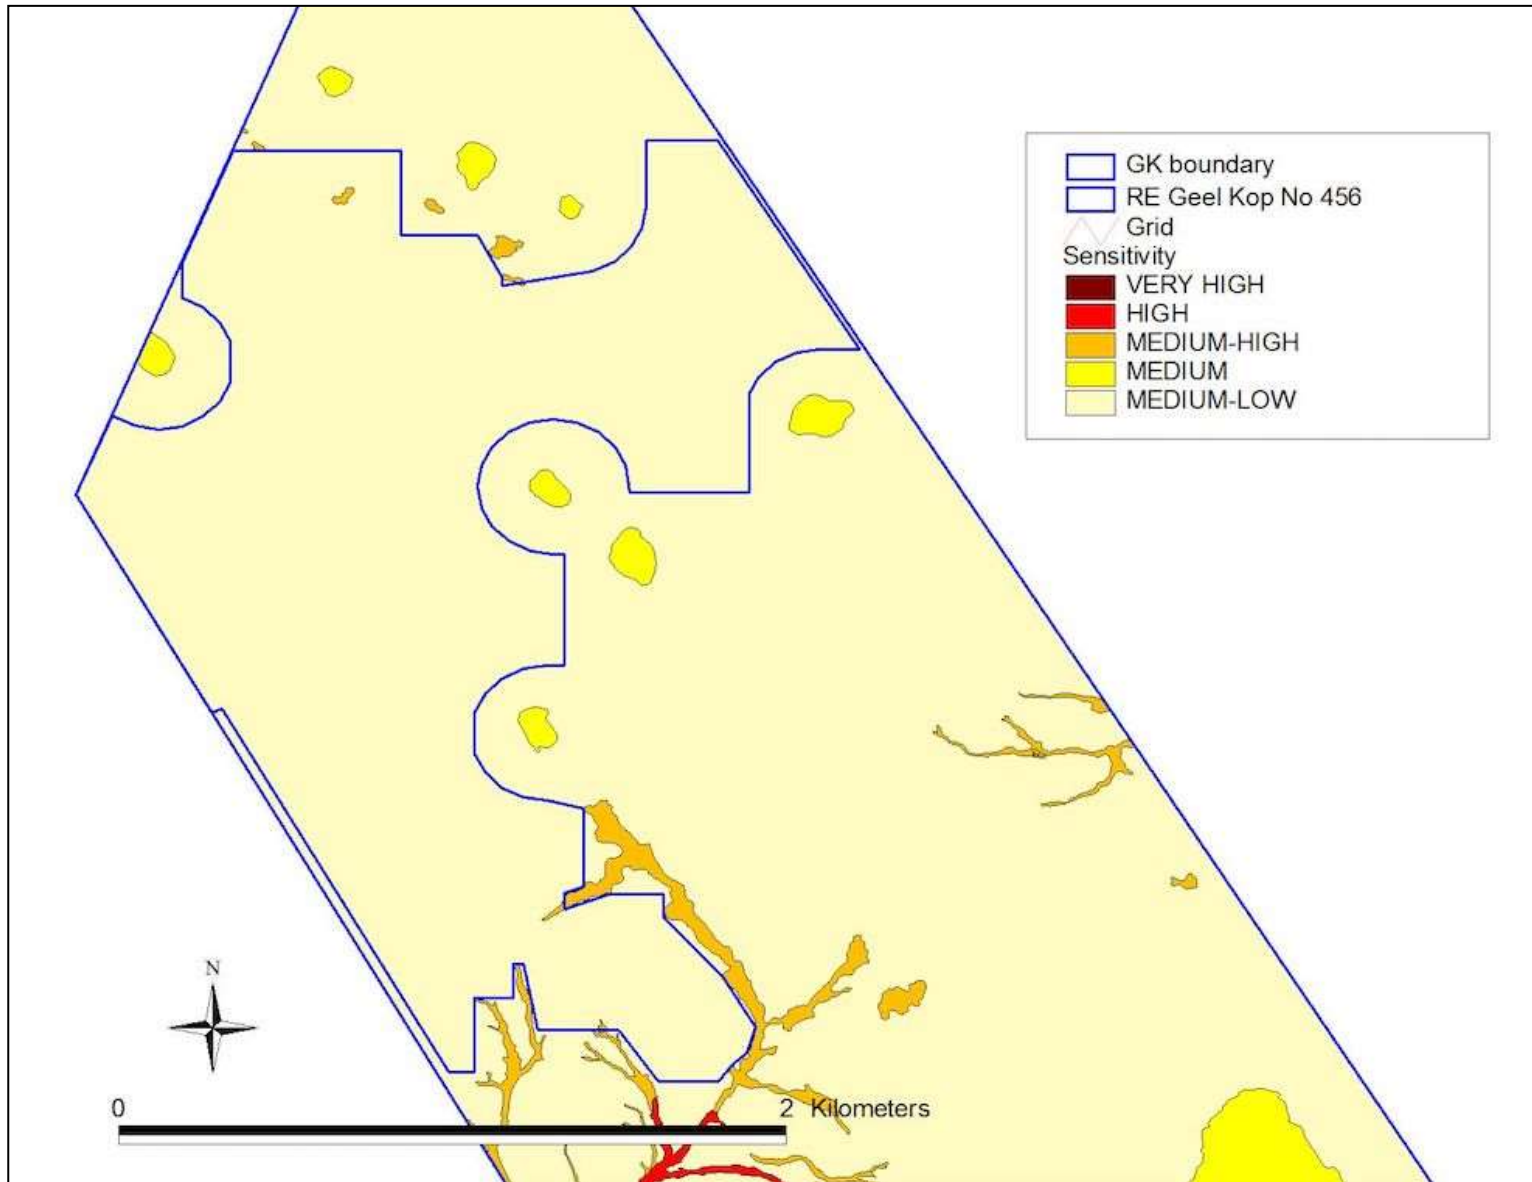 GK boundary
RE Geel Kop No 456
Grid
Sensitivity
VERY HIGH
HIGH
MEDIUM-HIGH
MEDIUM
MEDIUM-LOW
N
0 2 Kilometers